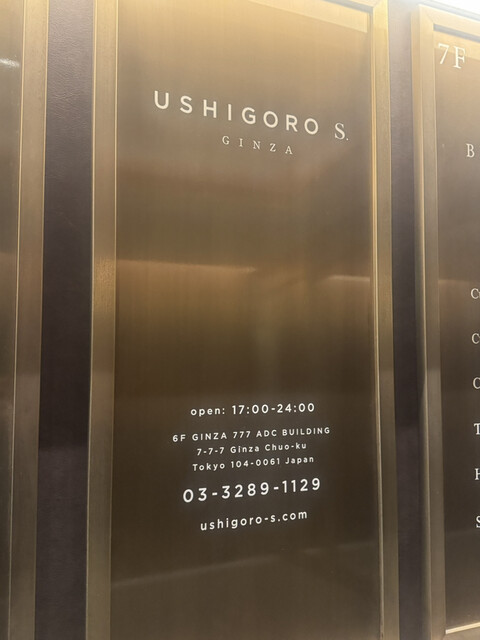 USHIGORO S.
GINZA
open: 17:00-24:00
6F GINZA 777 ADC BUILDING
7-7-7 Ginza Chuo-ku
Tokyo 104-0061 Japan
03-3289-1129
ushigoro-s.com
7F